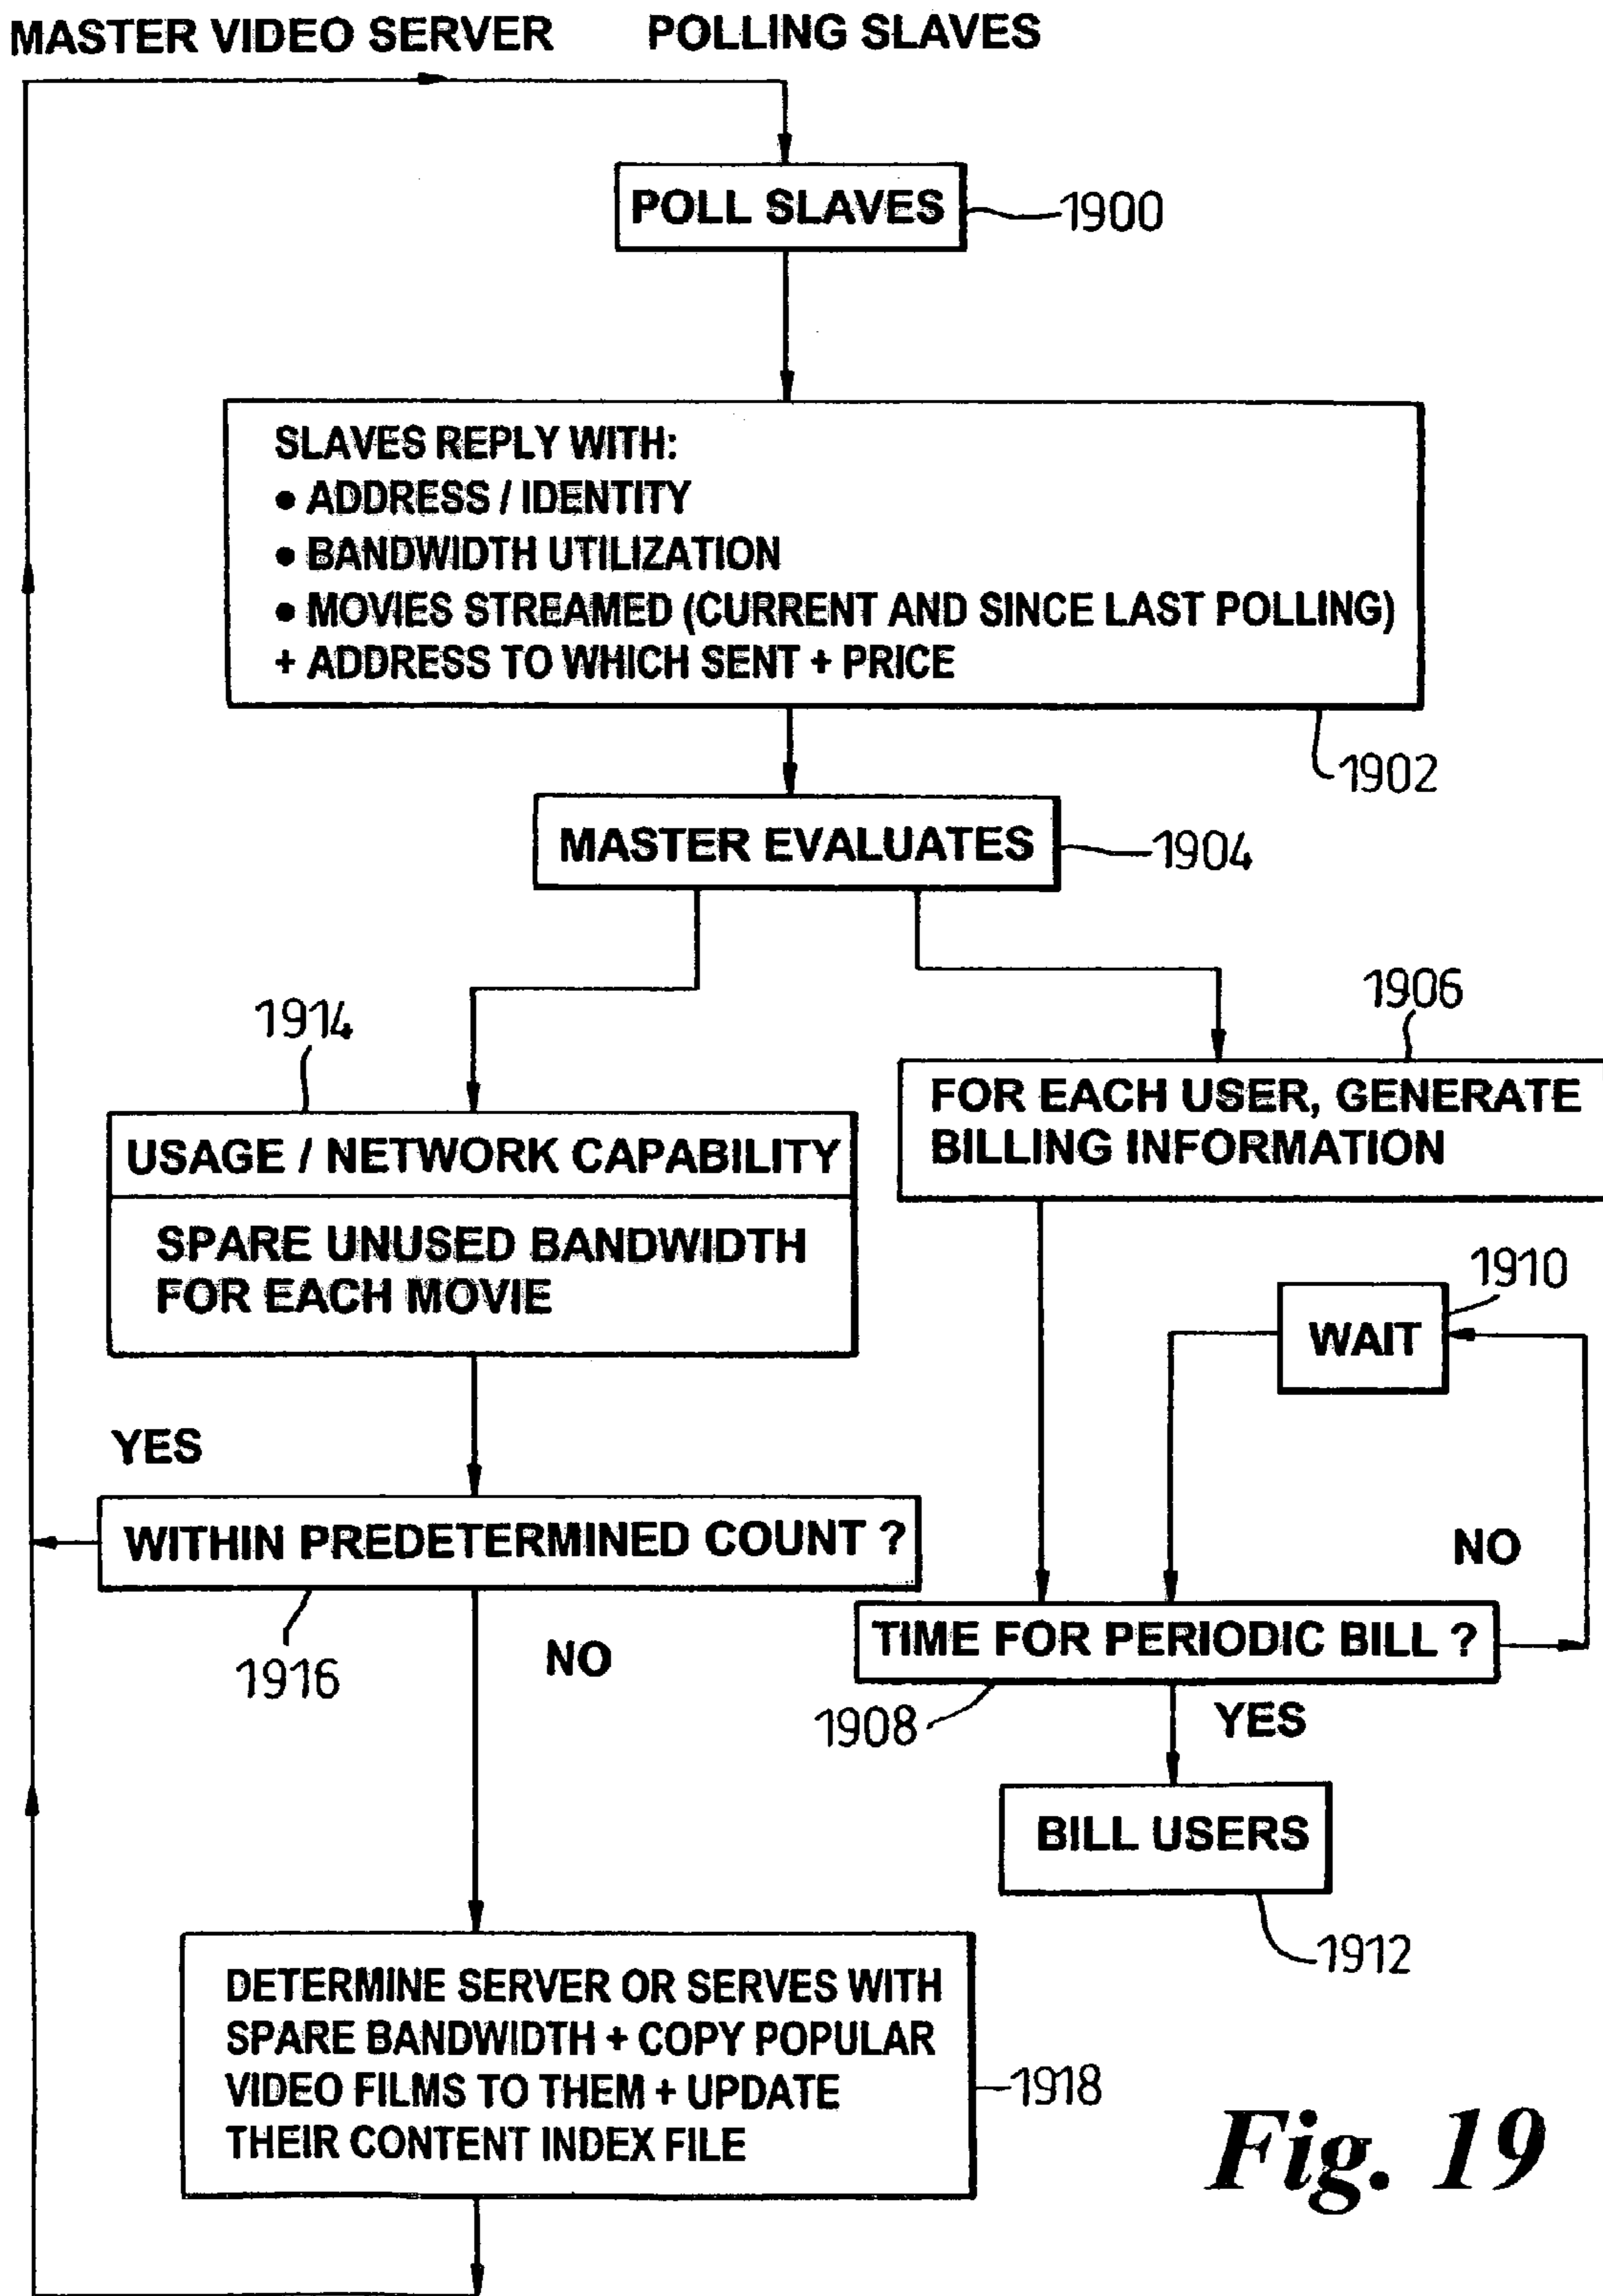 MASTER VIDEO SERVER POLLING SLAVES
POLL SLAVES
1900
SLAVES REPLY WITH:
• ADDRESS / IDENTITY
• BANDWIDTH UTILIZATION
• MOVIES STREAMED (CURRENT AND SINCE LAST POLLING)
+ ADDRESS TO WHICH SENT + PRICE
1902
MASTER EVALUATES
1904
1914
USAGE / NETWORK CAPABILITY
SPARE UNUSED BANDWIDTH
FOR EACH MOVIE
1906
FOR EACH USER, GENERATE
BILLING INFORMATION
1910
WAIT
YES
WITHIN PREDETERMINED COUNT ?
1916
NO
NO
TIME FOR PERIODIC BILL ?
1908
YES
BILL USERS
1912
DETERMINE SERVER OR SERVES WITH
SPARE BANDWIDTH + COPY POPULAR
VIDEO FILMS TO THEM + UPDATE
THEIR CONTENT INDEX FILE
1918
Fig. 19